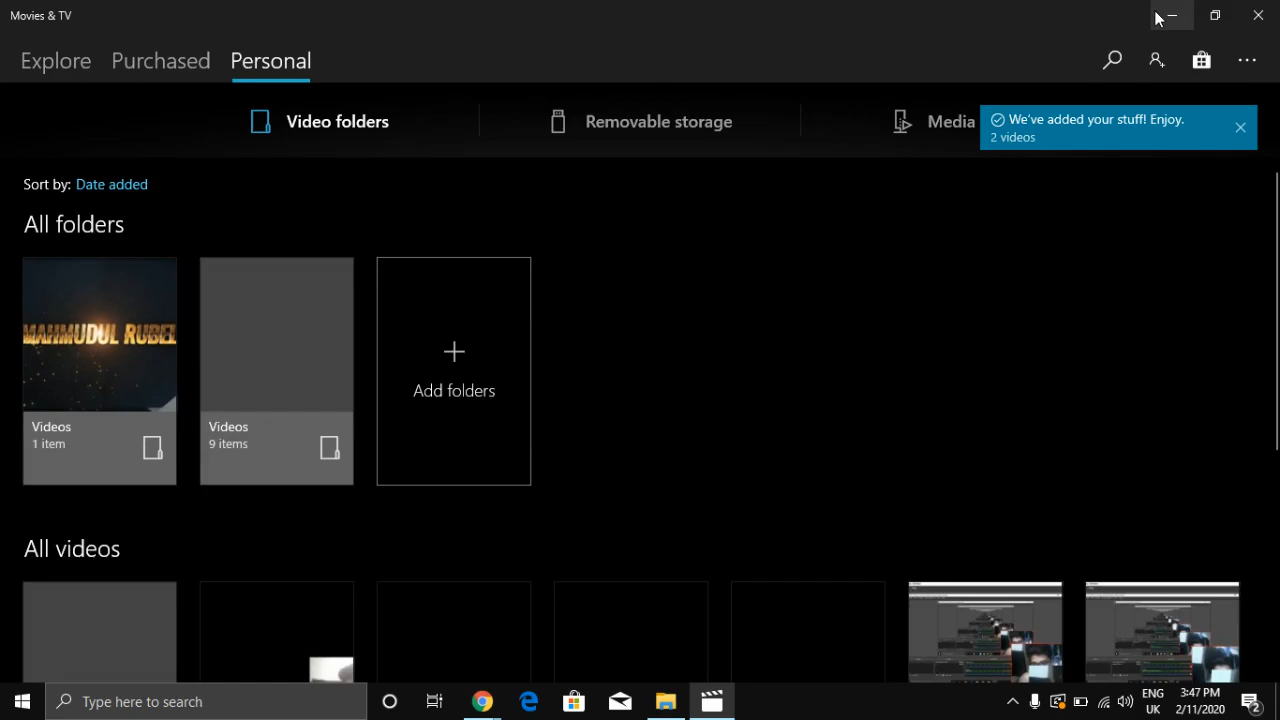 Movies & TV
Explore Purchased Personal
Video folders Removable storage Media
We've added your stuff! Enjoy.
2 videos
Sort by: Date added
All folders
MAHMUDUL RUBEL
Videos
1 item
Videos
9 items
Add folders
All videos
Type here to search
ENG
UK
3:47 PM
2/11/2020
2